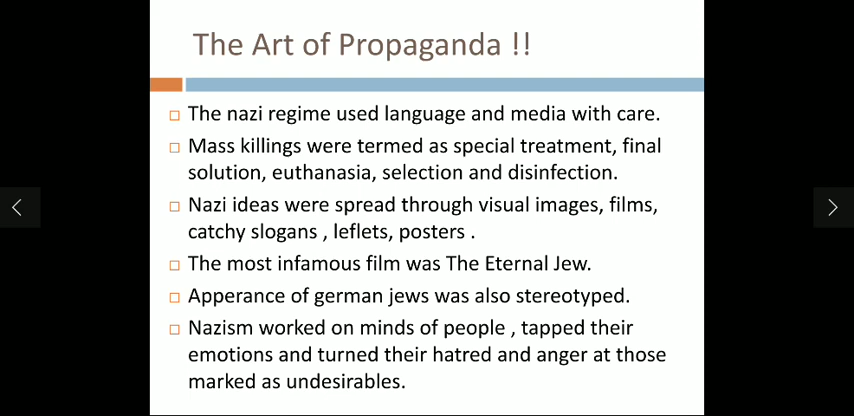 The Art of Propaganda !!
The nazi regime used language and media with care.
Mass killings were termed as special treatment, final
solution, euthanasia, selection and disinfection.
Nazi ideas were spread through visual images, films,
catchy slogans , leflets, posters .
The most infamous film was The Eternal Jew.
Apperance of german jews was also stereotyped.
Nazism worked on minds of people , tapped their
emotions and turned their hatred and anger at those
marked as undesirables.